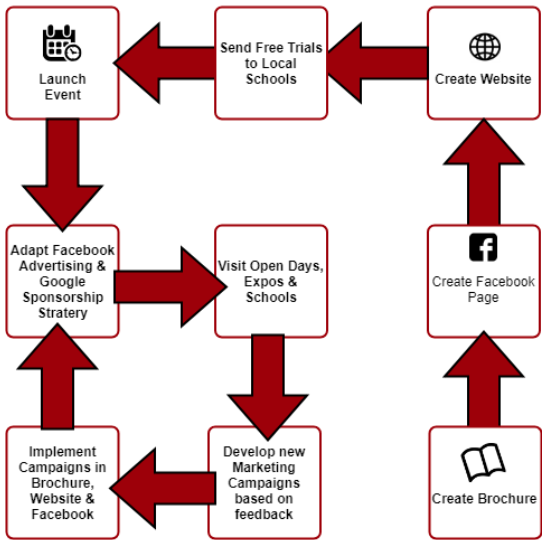 Launch
Event
Send Free Trials
to Local
Schools
Create Website
Adapt Facebook
Advertising &
Google
Sponsorship
Stratery
Visit Open Days,
Expos &
Schools
Create Facebook
Page
Implement
Campaigns in
Brochure,
Website &
Facebook
Develop new
Marketing
Campaigns
based on
feedback
Create Brochure